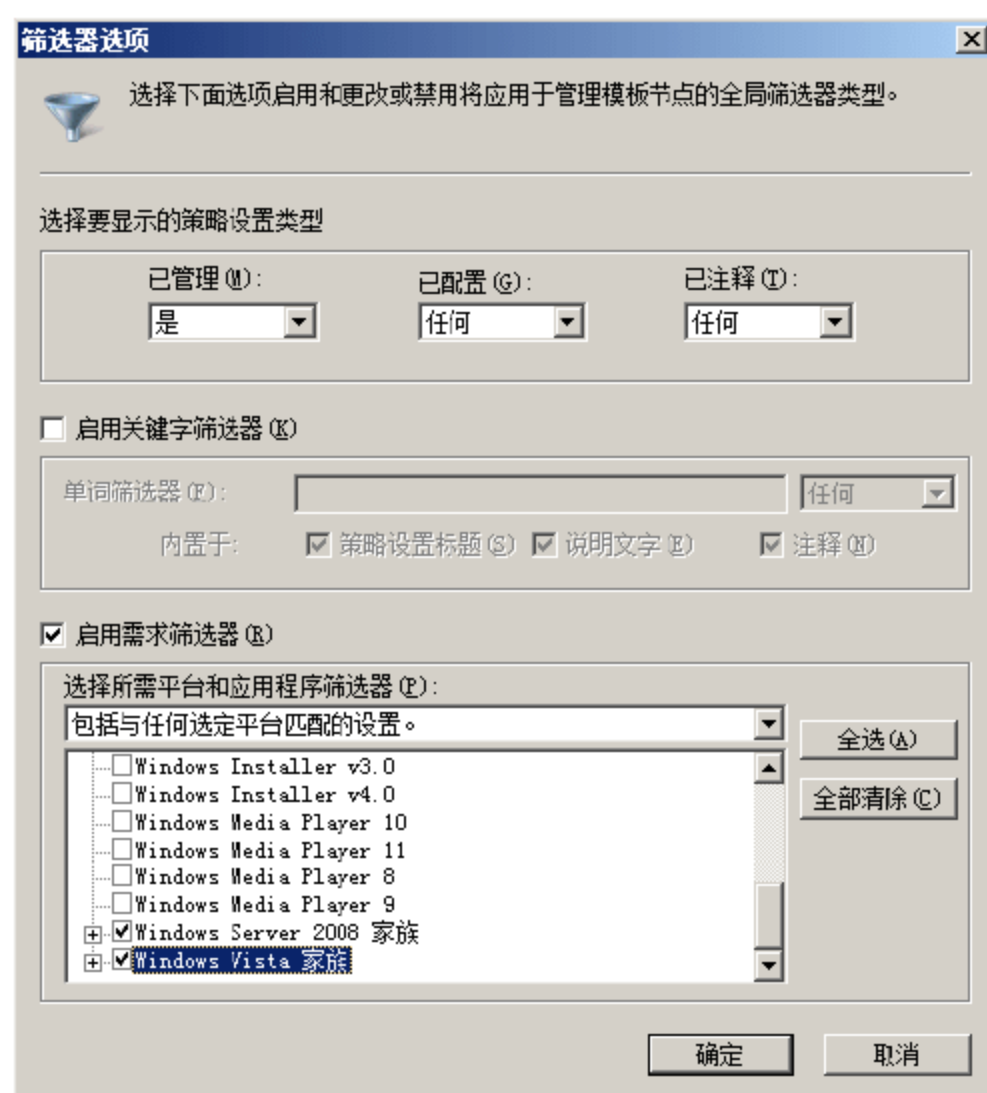 筛选器选项
选择下面选项启用和更改或禁用将应用于管理模板节点的全局筛选器类型。
选择要显示的策略设置类型
已管理(M): 已配置(G): 已注释(T):
是 任何 任何
启用关键字筛选器(K)
单词筛选器(F): 任何
内置于: 策略设置标题(S) 说明文字(E) 注释(N)
启用需求筛选器(R)
选择所需平台和应用程序筛选器(P):
包括与任何选定平台匹配的设置。
全选(A)
Windows Installer v3.0
Windows Installer v4.0
全部清除(C)
Windows Media Player 10
Windows Media Player 11
Windows Media Player 8
Windows Media Player 9
Windows Server 2008 家族
Windows Vista 家族
确定 取消